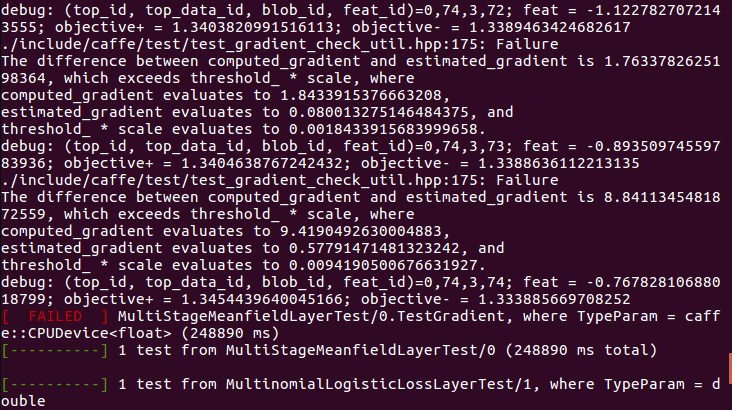 debug: (top_id, top_data_id, blob_id, feat_id)=0,74,3,72; feat = -1.122782707214
3555; objective+ = 1.3403820991516113; objective- = 1.3389463424682617
./include/caffe/test/test_gradient_check_util.hpp:175: Failure
The difference between computed_gradient and estimated_gradient is 1.76337826251
98364, which exceeds threshold_ * scale, where
computed_gradient evaluates to 1.8433915376663208,
estimated_gradient evaluates to 0.080013275146484375, and
threshold_ * scale evaluates to 0.0018433915683999658.
debug: (top_id, top_data_id, blob_id, feat_id)=0,74,3,73; feat = -0.893509745597
83936; objective+ = 1.3404638767242432; objective- = 1.3388636112213135
./include/caffe/test/test_gradient_check_util.hpp:175: Failure
The difference between computed_gradient and estimated_gradient is 8.84113454818
72559, which exceeds threshold_ * scale, where
computed_gradient evaluates to 9.4190492630004883,
estimated_gradient evaluates to 0.57791471481323242, and
threshold_ * scale evaluates to 0.0094190500676631927.
debug: (top_id, top_data_id, blob_id, feat_id)=0,74,3,74; feat = -0.767828106880
18799; objective+ = 1.3454439640045166; objective- = 1.333885669708252
[  FAILED  ] MultiStageMeanfieldLayerTest/0.TestGradient, where TypeParam = caff
e::CPUDevice<float> (248890 ms)
[----------] 1 test from MultiStageMeanfieldLayerTest/0 (248890 ms total)
[----------] 1 test from MultinomialLogisticLossLayerTest/1, where TypeParam = d
ouble